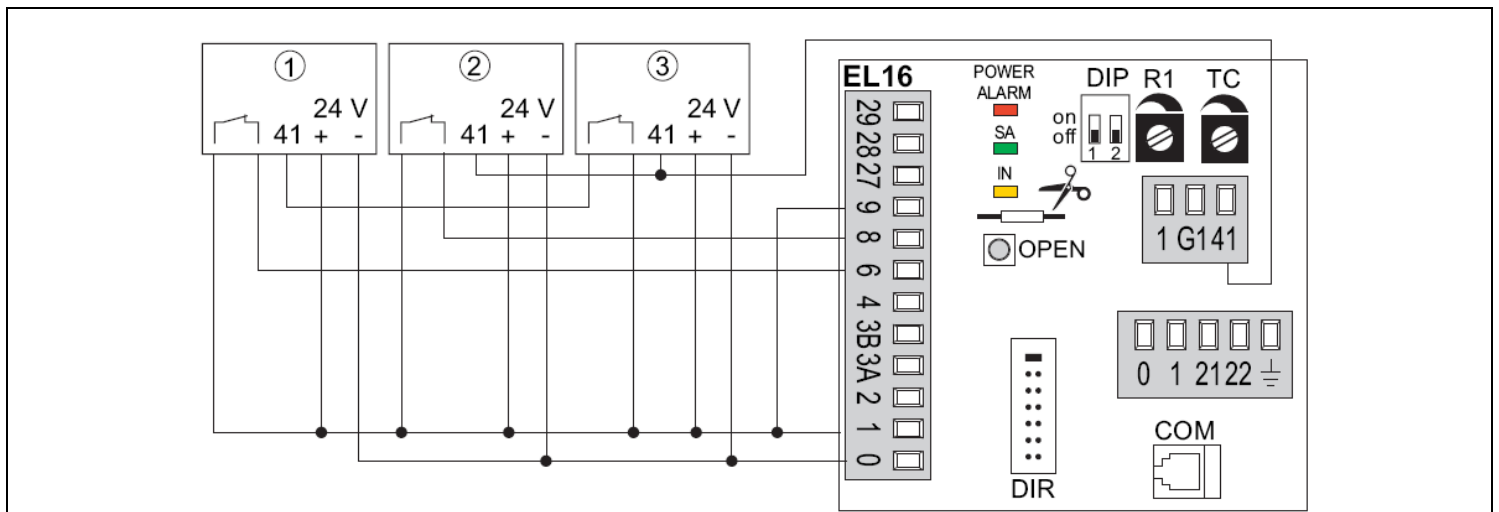 1
24 V
41 + -
2
24 V
41 + -
3
24 V
41 + -
EL16
29
28
27
9
8
6
4
3B
3A
2
1
0
POWER
ALARM
SA
IN
OPEN
DIP
on
off
1 2
R1
TC
1 G1 41
0 1 21 22
DIR
COM